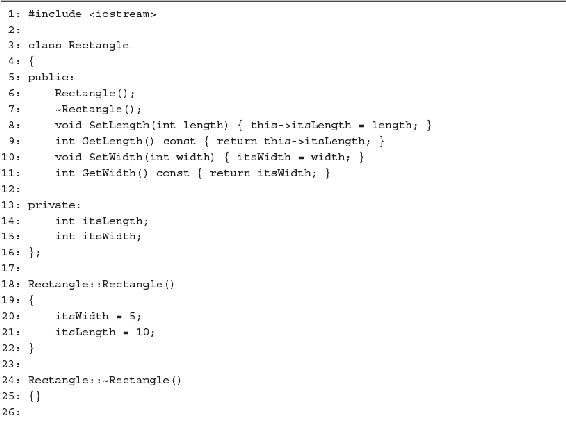 1: #include <iostream>
2:
3: class Rectangle
4: {
5: public:
6: Rectangle();
7: ~Rectangle();
8: void SetLength(int length) { this->itsLength = length; }
9: int GetLength() const { return this->itsLength; }
10: void SetWidth(int width) { itsWidth = width; }
11: int GetWidth() const { return itsWidth; }
12:
13: private:
14: int itsLength;
15: int itsWidth;
16: };
17:
18: Rectangle::Rectangle()
19: {
20: itsWidth = 5;
21: itsLength = 10;
22: }
23:
24: Rectangle::~Rectangle()
25: {}
26: